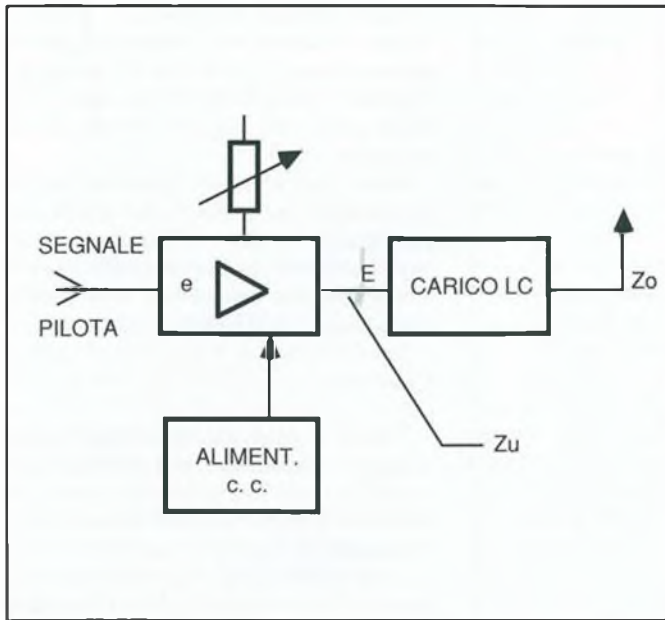 SEGNALE
PILOTA
e
E
CARICO LC
Zo
Zu
ALIMENT.
c. c.